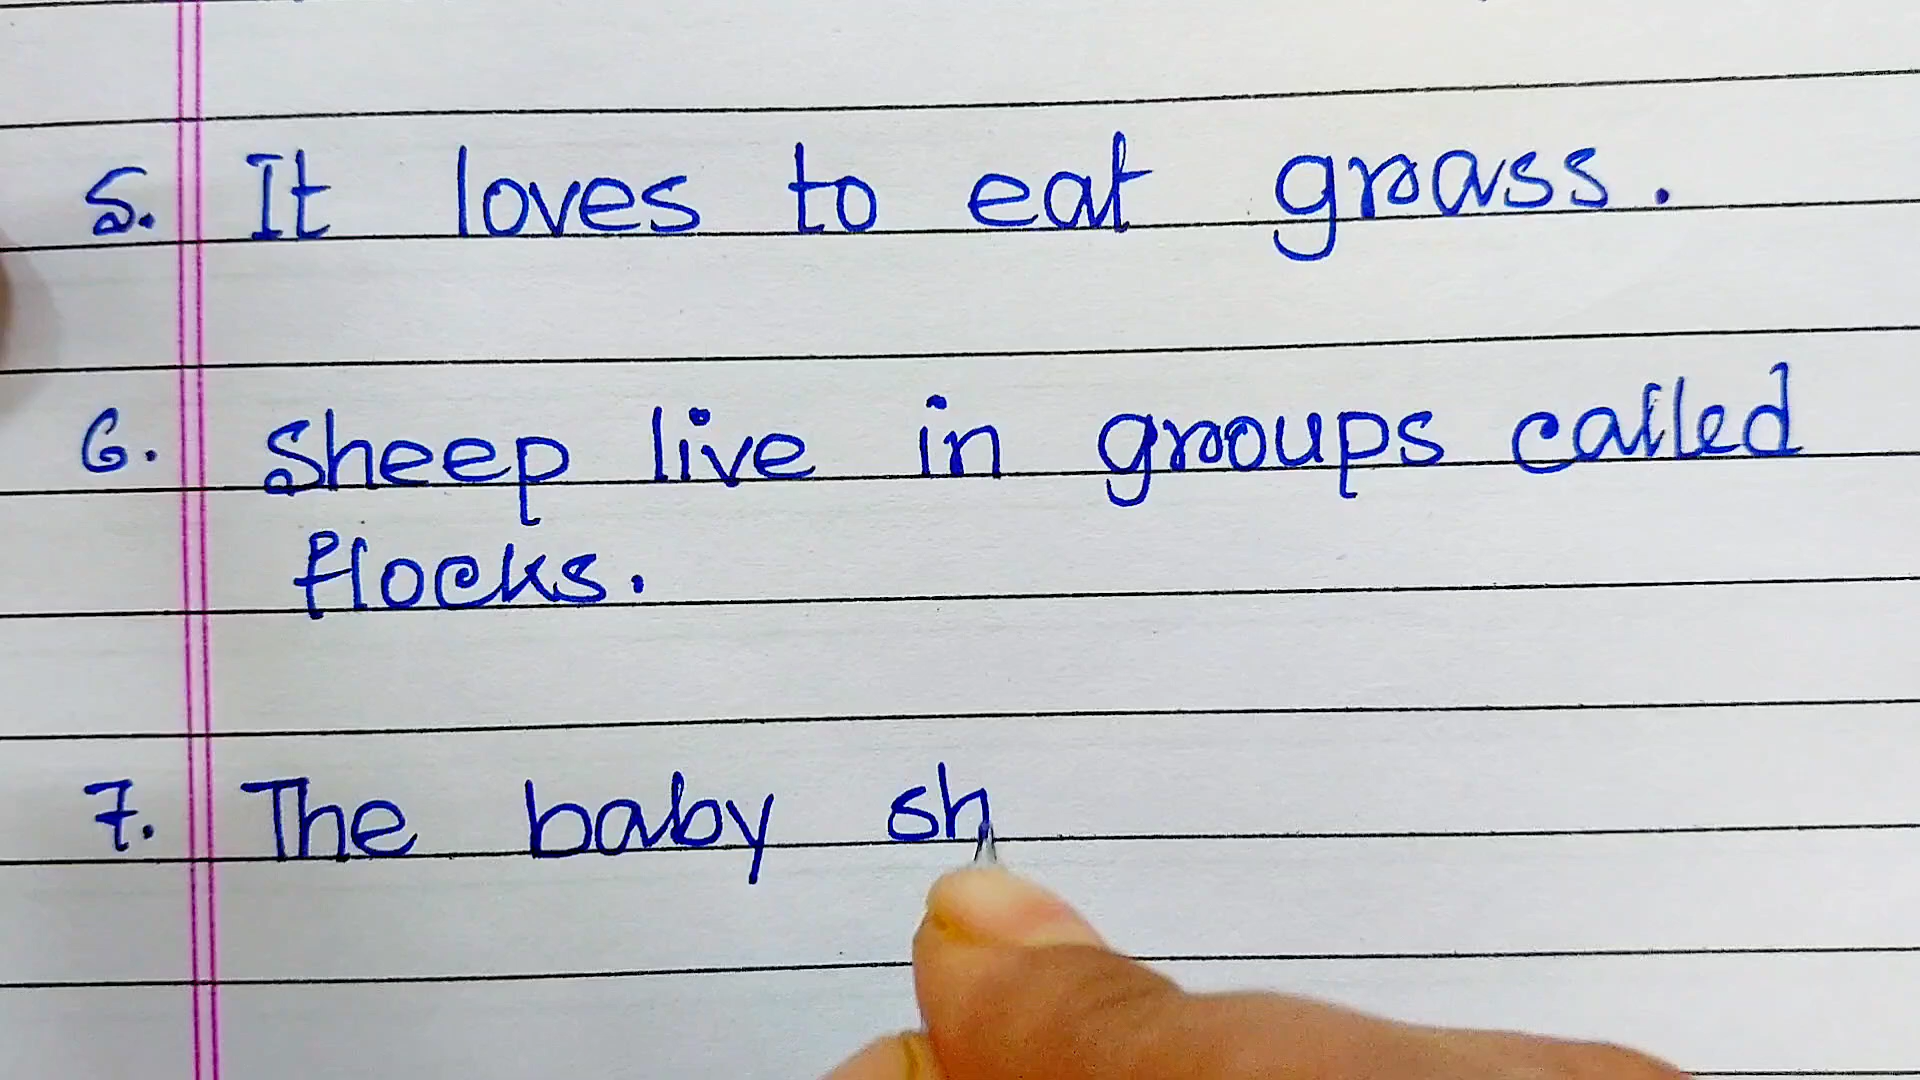 5. It loves to eat grass.
6. Sheep live in groups called
flocks.
7. The baby sh